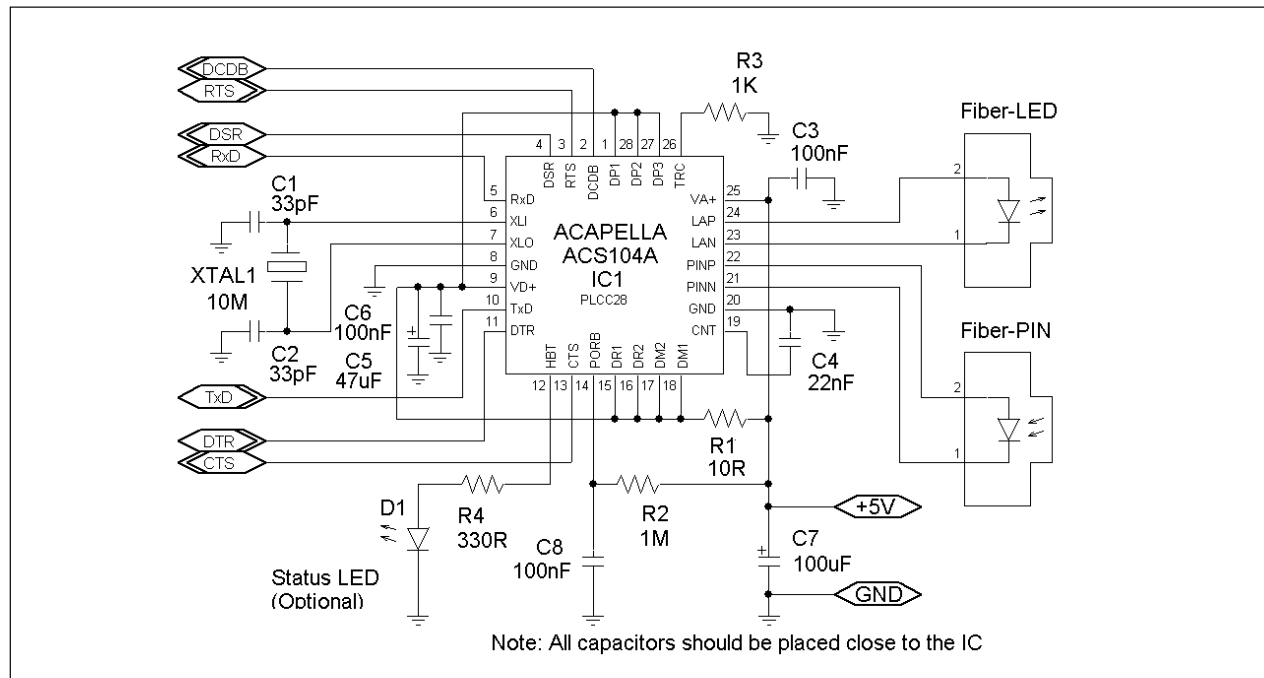 DCDB
RTS
DSR
RxD
C1
33pF
XTAL1
10M
C2
33pF
C6
100nF
C5
47uF
TxD
DTR
CTS
D1
R4
330R
Status LED
(Optional)
C8
100nF
R2
1M
R1
10R
R3
1K
C3
100nF
C4
22nF
C7
100uF
+5V
GND
Fiber-LED
2
1
Fiber-PIN
2
1
4 3 2 1 28 27 26
DSR RTS DCDB DP1 DP2 DP3 TRC
5 RxD
6 XLI
7 XLO
8 GND
9 VD+
10 TxD
11 DTR
ACAPELLA
ACS104A
IC1
PLCC28
VA+ 25
LAP 24
LAN 23
PINP 22
PINN 21
GND 20
CNT 19
HBT CTS PORB DR1 DR2 DM2 DM1
12 13 14 15 16 17 18
+
+
Note: All capacitors should be placed close to the IC